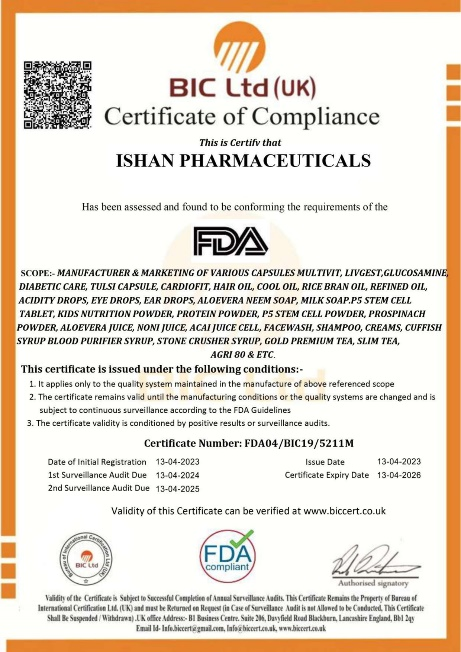 BIC Ltd (UK)
Certificate of Compliance
This is Certifv that
ISHAN PHARMACEUTICALS
Has been assessed and found to be conforming the requirements of the
FDA
SCOPE:- MANUFACTURER & MARKETING OF VARIOUS CAPSULES MULTIVIT, LIVGEST,GLUCOSAMINE,
DIABETIC CARE, TULSI CAPSULE, CARDIOFIT, HAIR OIL, COOL OIL, RICE BRAN OIL, REFINED OIL,
ACIDITY DROPS, EYE DROPS, EAR DROPS, ALOEVERA NEEM SOAP, MILK SOAP.P5 STEM CELL
TABLET, KIDS NUTRITION POWDER, PROTEIN POWDER, P5 STEM CELL POWDER, PROSPINACH
POWDER, ALOEVERA JUICE, NONI JUICE, ACAI JUICE CELL, FACEWASH, SHAMPOO, CREAMS, CUFFISH
SYRUP BLOOD PURIFIER SYRUP, STONE CRUSHER SYRUP, GOLD PREMIUM TEA, SLIM TEA,
AGRI 80 & ETC.
This certificate is issued under the following conditions:-
1. It applies only to the quality system maintained in the manufacture of above referenced scope
2. The certificate remains valid until the manufacturing conditions or the quality systems are changed and is
subject to continuous surveillance according to the FDA Guidelines
3. The certificate validity is conditioned by positive results or surveillance audits.
Certificate Number: FDA04/BIC19/5211M
Date of Initial Registration 13-04-2023 Issue Date 13-04-2023
1st Surveillance Audit Due 13-04-2024 Certificate Expiry Date 13-04-2026
2nd Surveillance Audit Due 13-04-2025
Validity of this Certificate can be verified at www.biccert.co.uk
Bureau of International Certification Ltd.
BIC Ltd
FDA
compliant
Authorised signatory
Validity of the Certificate is Subject to Successful Completion of Annual Surveillance Audits. This Certificate Remains the Property of Bureau of
International Certification Ltd. (UK) and must be Returned on Request (in Case of Surveillance Audit is not Allowed to be Conducted, This Certificate
Shall Be Suspended / Withdrawn) .UK office Address:- B1 Business Centre. Suite 206, Davyfield Road Blackburn, Lancashire England, Bb1 2qy
Email Id- Info.biccert@gmail.com, Info@biccert.co.uk, www.biccert.co.uk